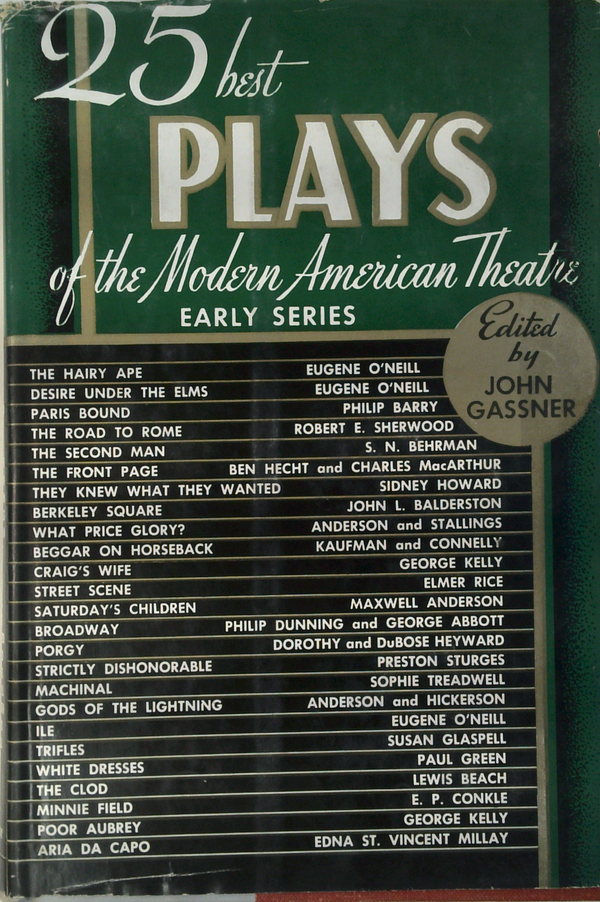 25 best
PLAYS
of the Modern American Theatre
EARLY SERIES
Edited
by
JOHN
GASSNER
THE HAIRY APE EUGENE O'NEILL
DESIRE UNDER THE ELMS EUGENE O'NEILL
PARIS BOUND PHILIP BARRY
THE ROAD TO ROME ROBERT E. SHERWOOD
THE SECOND MAN S. N. BEHRMAN
THE FRONT PAGE BEN HECHT and CHARLES MacARTHUR
THEY KNEW WHAT THEY WANTED SIDNEY HOWARD
BERKELEY SQUARE JOHN L. BALDERSTON
WHAT PRICE GLORY? ANDERSON and STALLINGS
BEGGAR ON HORSEBACK KAUFMAN and CONNELLY
CRAIG'S WIFE GEORGE KELLY
STREET SCENE ELMER RICE
SATURDAY'S CHILDREN MAXWELL ANDERSON
BROADWAY PHILIP DUNNING and GEORGE ABBOTT
PORGY DOROTHY and DuBOSE HEYWARD
STRICTLY DISHONORABLE PRESTON STURGES
MACHINAL SOPHIE TREADWELL
GODS OF THE LIGHTNING ANDERSON and HICKERSON
ILE EUGENE O'NEILL
TRIFLES SUSAN GLASPELL
WHITE DRESSES PAUL GREEN
THE CLOD LEWIS BEACH
MINNIE FIELD E. P. CONKLE
POOR AUBREY GEORGE KELLY
ARIA DA CAPO EDNA ST. VINCENT MILLAY